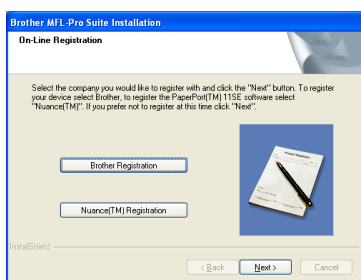 Brother MFL-Pro Suite Installation
On-Line Registration
Select the company you would like to register with and click the "Next" button. To register
your device select Brother, to register the PaperPort(TM) 11SE software select
"Nuance(TM)". If you prefer not to register at this time click "Next".
Brother Registration
Nuance(TM) Registration
InstallShield
< Back Next > Cancel